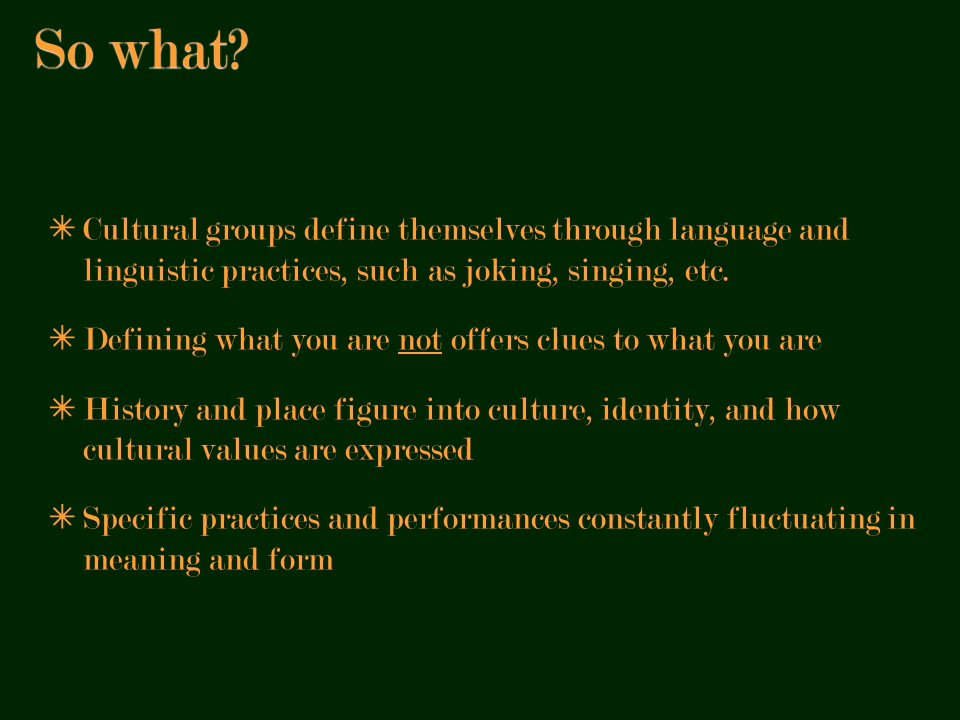 So what?
✴ Cultural groups define themselves through language and
linguistic practices, such as joking, singing, etc.
✴ Defining what you are not offers clues to what you are
✴ History and place figure into culture, identity, and how
cultural values are expressed
✴ Specific practices and performances constantly fluctuating in
meaning and form